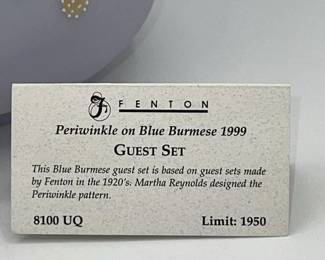 FENTON
Periwinkle on Blue Burmese 1999
GUEST SET
This Blue Burmese guest set is based on guest sets made
by Fenton in the 1920's. Martha Reynolds designed the
Periwinkle pattern.
8100 UQ Limit: 1950